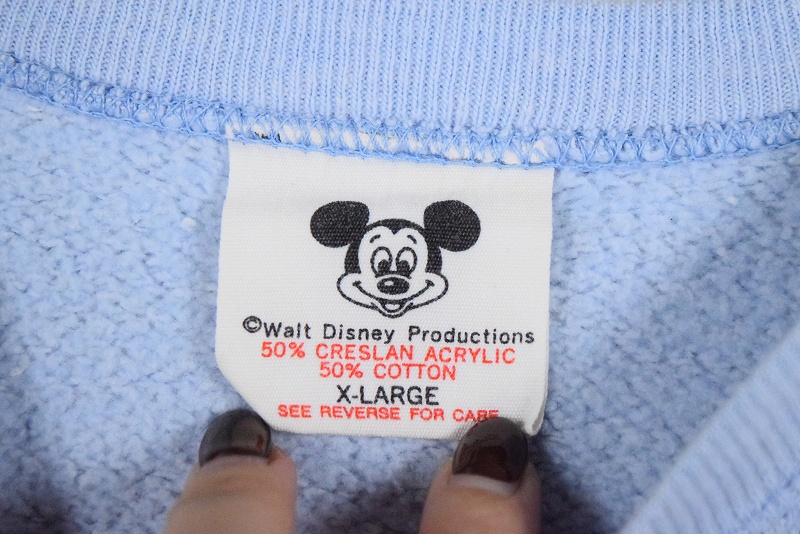 ©Walt Disney Productions
50% CRESLAN ACRYLIC
50% COTTON
X-LARGE
SEE REVERSE FOR CARE